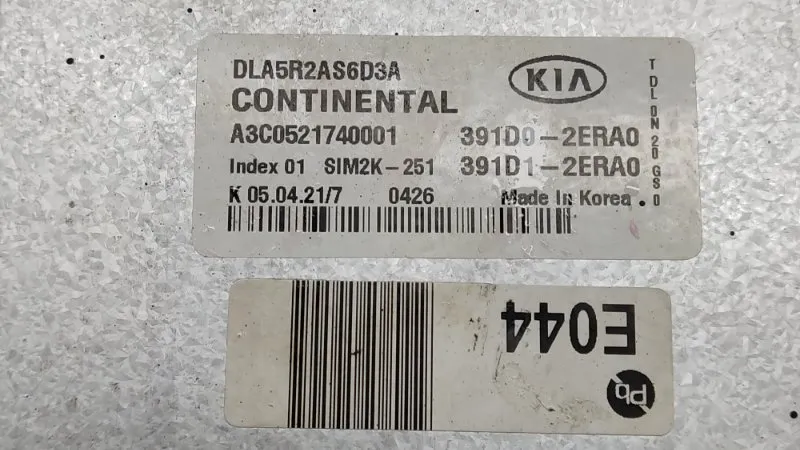 DLA5R2AS6D3A
KIA
CONTINENTAL
A3C0521740001 391D0-2ERA0
Index 01 SIM2K-251 391D1-2ERA0
K 05.04.21/7 0426 Made In Korea
TDL ON 20 GS 0
E044
Pb